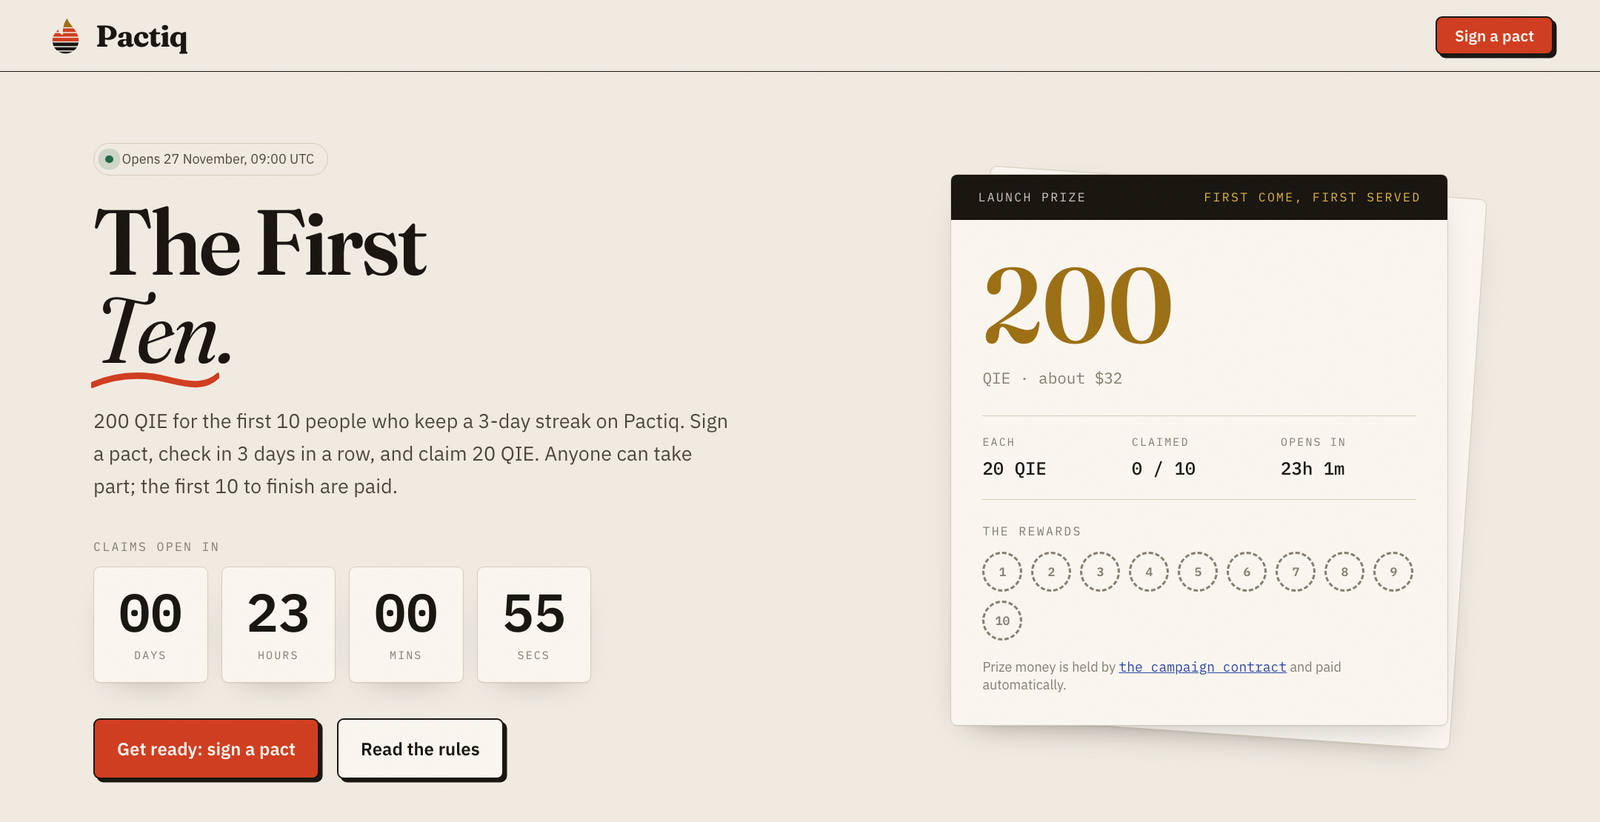 Pactiq
Sign a pact
Opens 27 November, 09:00 UTC
The First
Ten.
200 QIE for the first 10 people who keep a 3-day streak on Pactiq. Sign
a pact, check in 3 days in a row, and claim 20 QIE. Anyone can take
part; the first 10 to finish are paid.
CLAIMS OPEN IN
00 23 00 55
DAYS HOURS MINS SECS
Get ready: sign a pact
Read the rules
LAUNCH PRIZE FIRST COME, FIRST SERVED
200
QIE · about $32
EACH CLAIMED OPENS IN
20 QIE 0 / 10 23h 1m
THE REWARDS
1 2 3 4 5 6 7 8 9
10
Prize money is held by the campaign contract and paid
automatically.